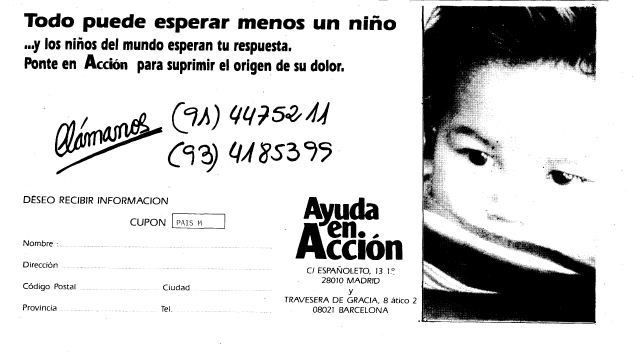 Todo puede esperar menos un niño
...y los niños del mundo esperan tu respuesta.
Ponte en Acción para suprimir el origen de su dolor.
Llámanos
(91) 4475211
(93) 4185399
DESEO RECIBIR INFORMACION
CUPON PAIS M
Nombre :
Dirección
Código Postal Ciudad
Provincia Tel.
Ayuda
en
Acción
C/ ESPAÑOLETO, 13 1.º
28010 MADRID
y
TRAVESERA DE GRACIA, 8 ático 2
08021 BARCELONA